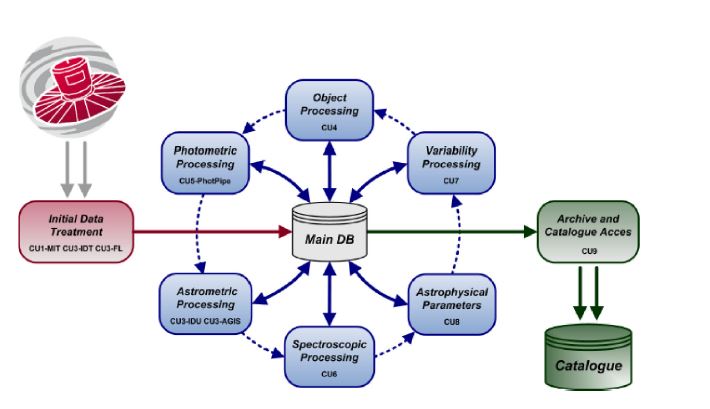 Object
Processing
CU4
Photometric
Processing
CU5-PhotPipe
Variability
Processing
CU7
Initial Data
Treatment
CU1-MIT CU3-IDT CU3-FL
Main DB
Archive and
Catalogue Acces
CU9
Astrometric
Processing
CU3-IDU CU3-AGIS
Astrophysical
Parameters
CU8
Spectroscopic
Processing
CU6
Catalogue